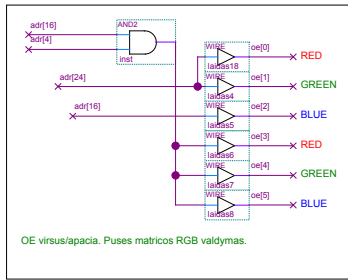 adr[16]
AND2
adr[4]
inst
WIRE
oe[0]
RED
laidas18
adr[24]
WIRE
oe[1]
GREEN
laidas4
adr[16]
WIRE
oe[2]
BLUE
laidas5
WIRE
oe[3]
RED
laidas6
WIRE
oe[4]
GREEN
laidas7
WIRE
oe[5]
BLUE
laidas8
OE virsus/apacia. Puses matricos RGB valdymas.